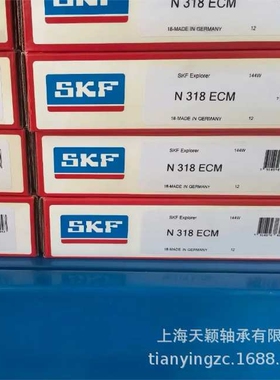 SKF
N 318 ECM
18-MADE IN GERMANY
12
SKF
SKF Explorer
144W
N 318 ECM
18-MADE IN GERMANY
12
SKF
SKF Explorer
144W
N 318 ECM
18-MADE IN GERMANY
12
SKF
SKF Explorer
144W
N 318 ECM
18-MADE IN GERMANY
12
上海天颖轴承有限
tianyingzc.1688.